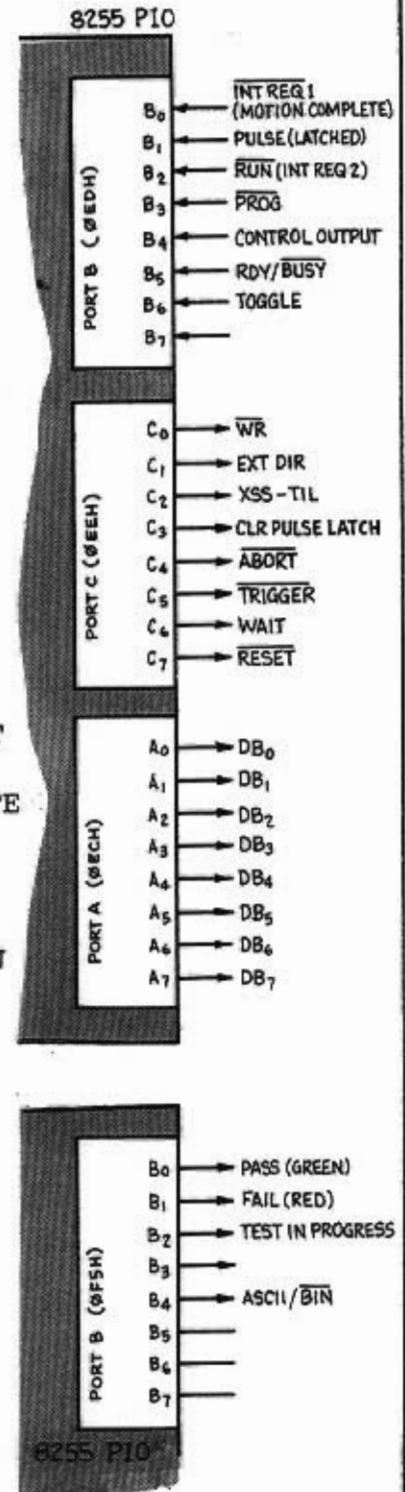 8255 PIO
PORT B (ØEDH)
B0 INT REQ 1
(MOTION COMPLETE)
B1 PULSE (LATCHED)
B2 RUN (INT REQ 2)
B3 PROG
B4 CONTROL OUTPUT
B5 RDY/BUSY
B6 TOGGLE
B7
PORT C (ØEEH)
C0 WR
C1 EXT DIR
C2 XSS-TIL
C3 CLR PULSE LATCH
C4 ABORT
C5 TRIGGER
C6 WAIT
C7 RESET
PORT A (ØECH)
A0 DB0
A1 DB1
A2 DB2
A3 DB3
A4 DB4
A5 DB5
A6 DB6
A7 DB7
PORT B (ØF5H)
B0 PASS (GREEN)
B1 FAIL (RED)
B2 TEST IN PROGRESS
B3
B4 ASCII/BIN
B5
B6
B7
8255 PIO